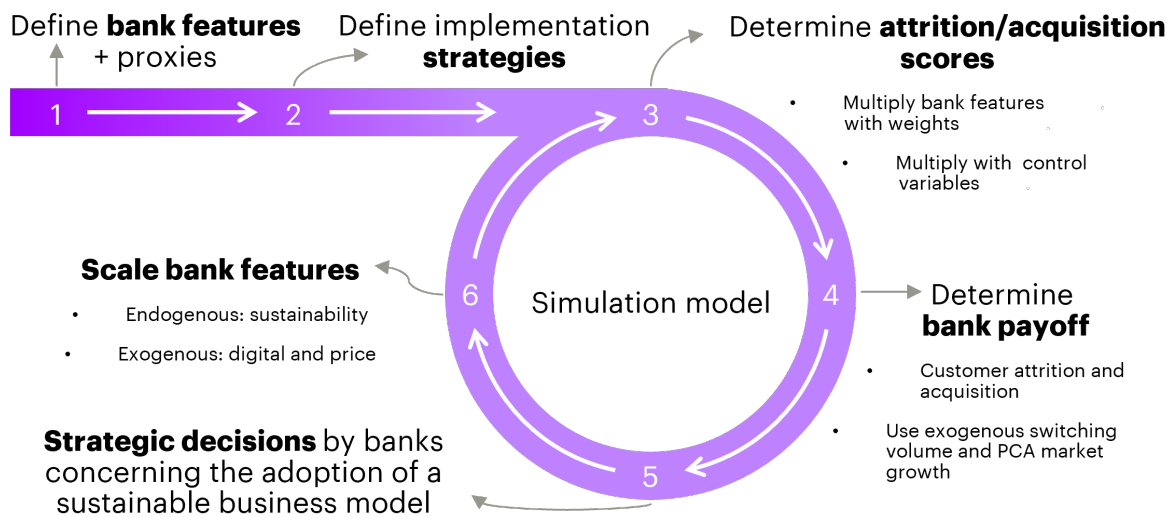 Define bank features
+ proxies
Define implementation
strategies
Determine attrition/acquisition
scores
1
2
3
• Multiply bank features
with weights
• Multiply with control
variables
Scale bank features
• Endogenous: sustainability
• Exogenous: digital and price
6
Simulation model
4
Determine
bank payoff
• Customer attrition and
acquisition
• Use exogenous switching
volume and PCA market
growth
5
Strategic decisions by banks
concerning the adoption of a
sustainable business model